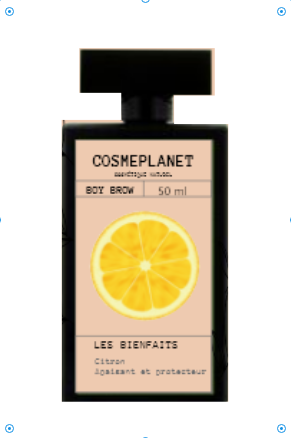 COSMEPLANET
BOY BROW
50 ml
LES BIENFAITS
Citron
Apaisant et protecteur